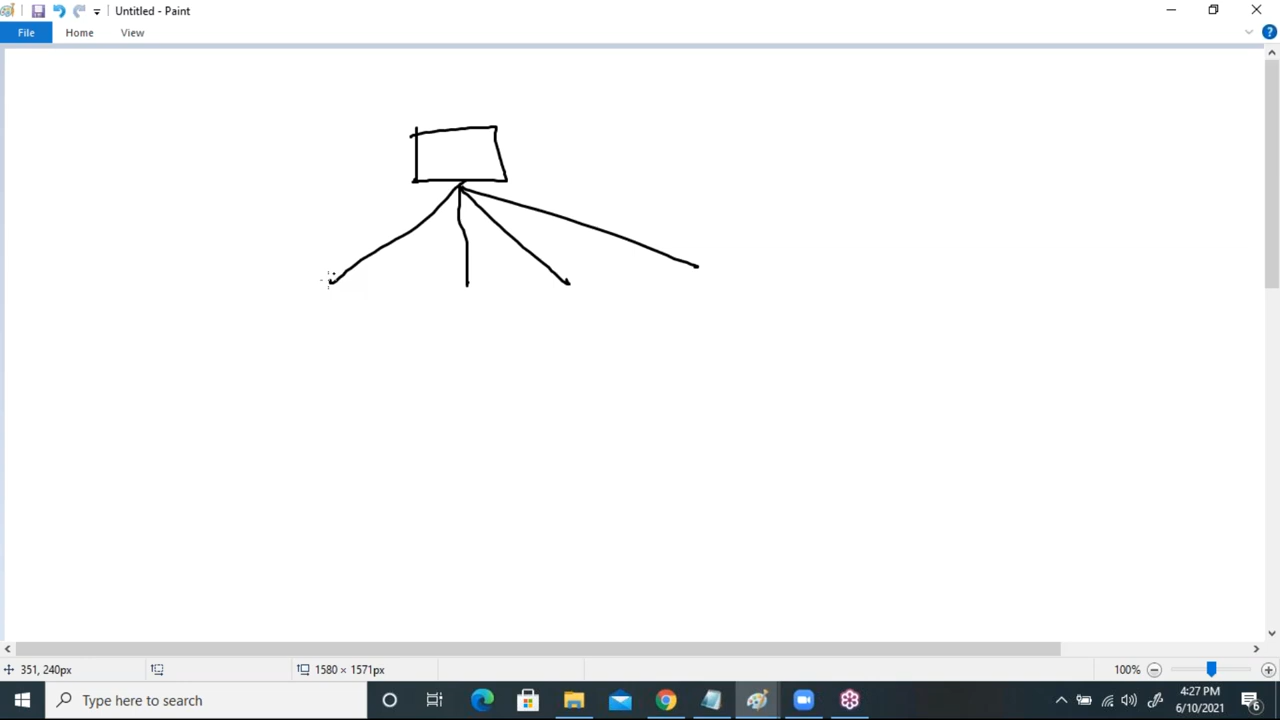 Untitled - Paint
File Home View
351, 240px 1580 × 1571px 100%
Type here to search
4:27 PM
6/10/2021
6